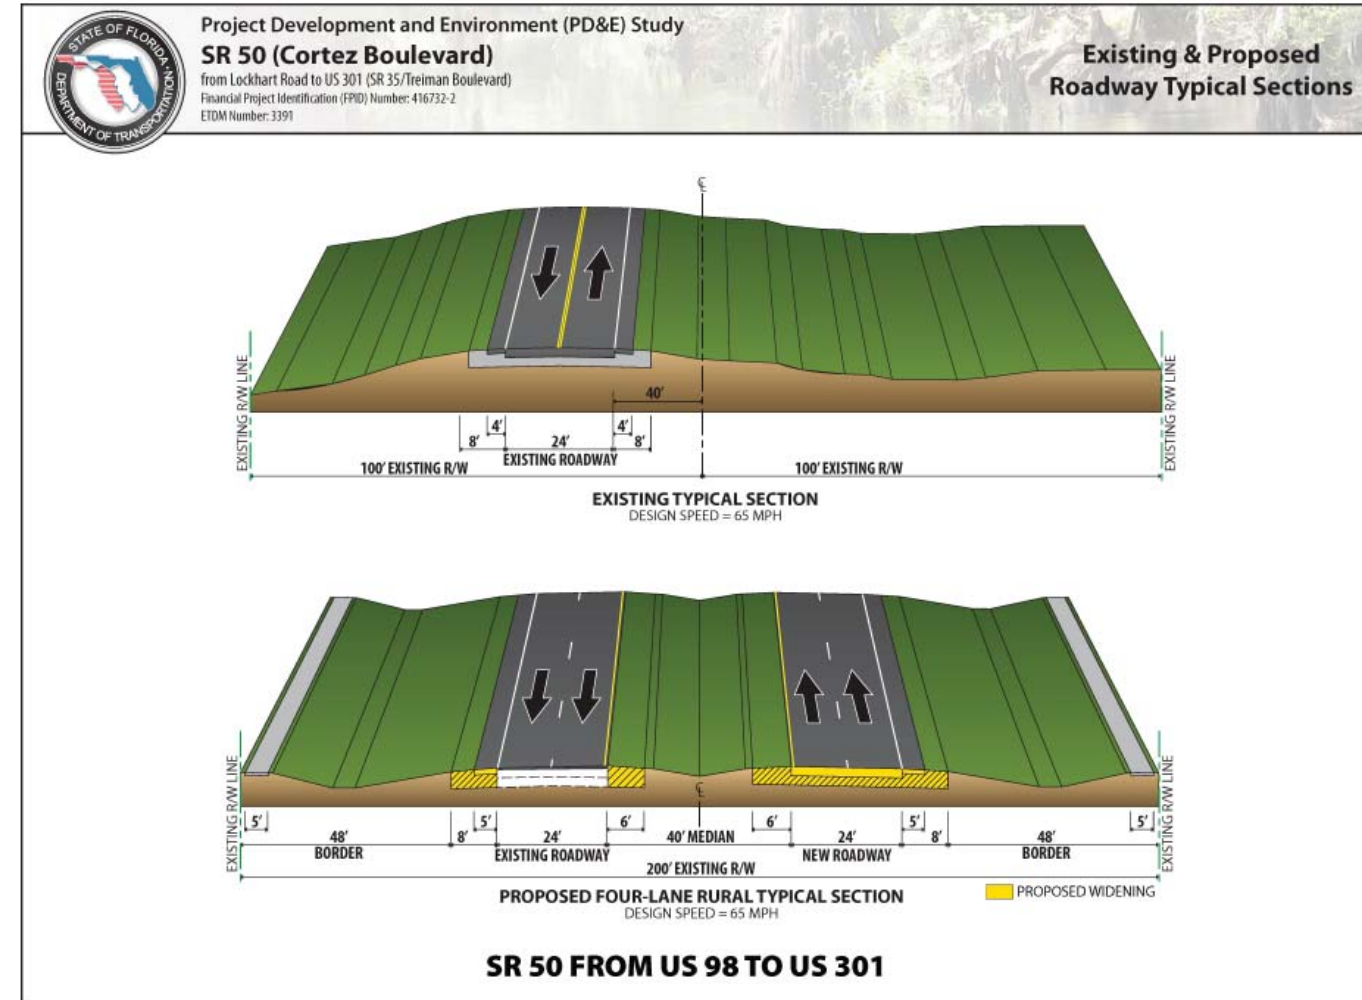 STATE OF FLORIDA • DEPARTMENT OF TRANSPORTATION •
Project Development and Environment (PD&E) Study
SR 50 (Cortez Boulevard)
from Lockhart Road to US 301 (SR 35/Treiman Boulevard)
Financial Project Identification (FPID) Number: 416732-2
ETDM Number: 3391
Existing & Proposed
Roadway Typical Sections
℄
EXISTING R/W LINE
EXISTING R/W LINE
40'
4' 4'
8' 24' 8'
EXISTING ROADWAY
100' EXISTING R/W 100' EXISTING R/W
EXISTING TYPICAL SECTION
DESIGN SPEED = 65 MPH
EXISTING R/W LINE
EXISTING R/W LINE
℄
5' 5' 6' 6' 5' 5'
48' 8' 24' 40' MEDIAN 24' 8' 48'
BORDER EXISTING ROADWAY NEW ROADWAY BORDER
200' EXISTING R/W
PROPOSED FOUR-LANE RURAL TYPICAL SECTION
DESIGN SPEED = 65 MPH
PROPOSED WIDENING
SR 50 FROM US 98 TO US 301